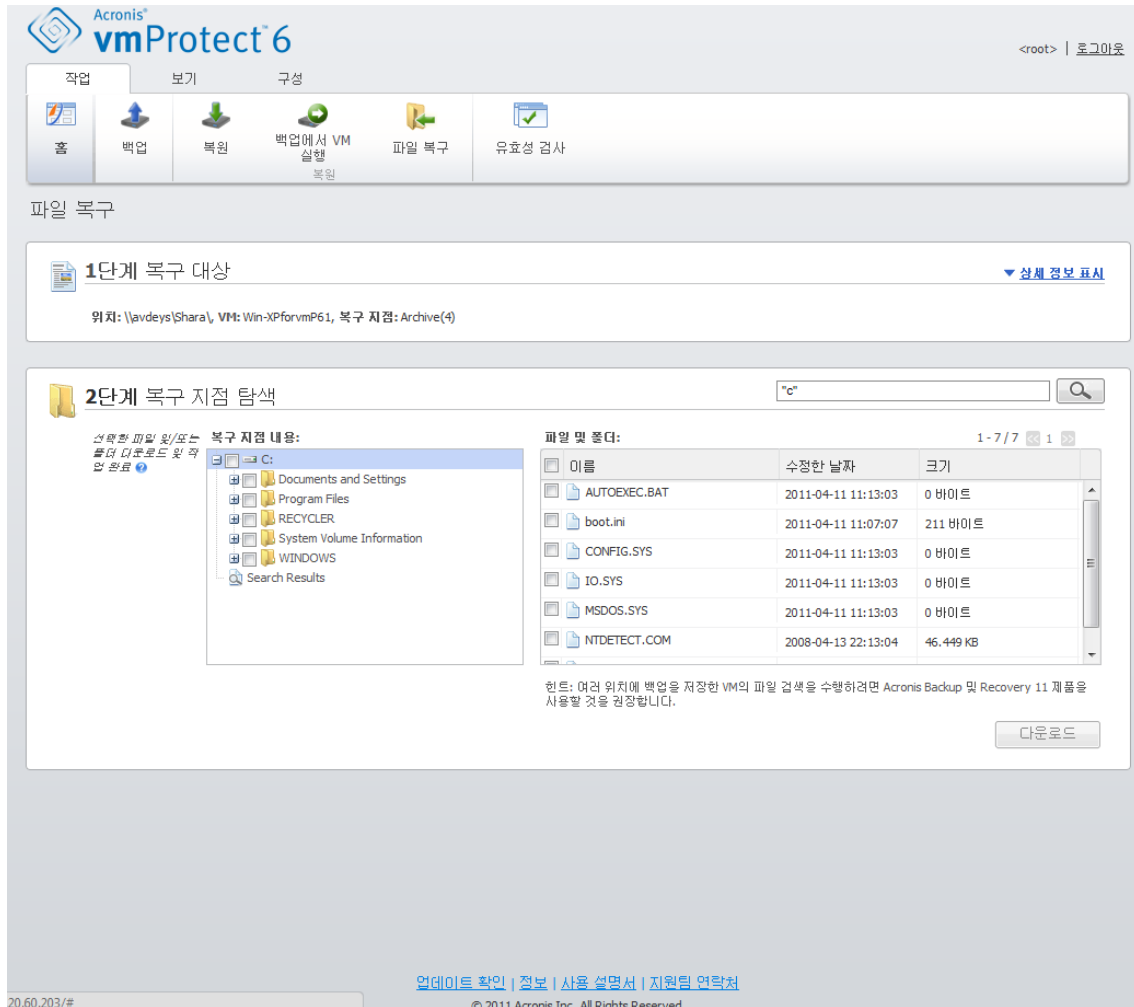 Acronis®
vmProtect™ 6
<root> | 로그아웃
작업 보기 구성
홈 백업 복원 백업에서 VM 실행 파일 복구 유효성 검사
복원
파일 복구
1단계 복구 대상
▼ 상세 정보 표시
위치: \\avdeys\Shara\, VM: Win-XPforvmP61, 복구 지점: Archive(4)
2단계 복구 지점 탐색
"c"
선택한 파일 및/또는
폴더 다운로드 및 작
업 완료
복구 지점 내용:
C:
Documents and Settings
Program Files
RECYCLER
System Volume Information
WINDOWS
Search Results
파일 및 폴더:
1 - 7 / 7 1
이름 수정한 날짜 크기
AUTOEXEC.BAT 2011-04-11 11:13:03 0 바이트
boot.ini 2011-04-11 11:07:07 211 바이트
CONFIG.SYS 2011-04-11 11:13:03 0 바이트
IO.SYS 2011-04-11 11:13:03 0 바이트
MSDOS.SYS 2011-04-11 11:13:03 0 바이트
NTDETECT.COM 2008-04-13 22:13:04 46.449 KB
힌트: 여러 위치에 백업을 저장한 VM의 파일 검색을 수행하려면 Acronis Backup 및 Recovery 11 제품을
사용할 것을 권장합니다.
다운로드
업데이트 확인 | 정보 | 사용 설명서 | 지원팀 연락처
20.60.203/#
© 2011 Acronis Inc. All Rights Reserved